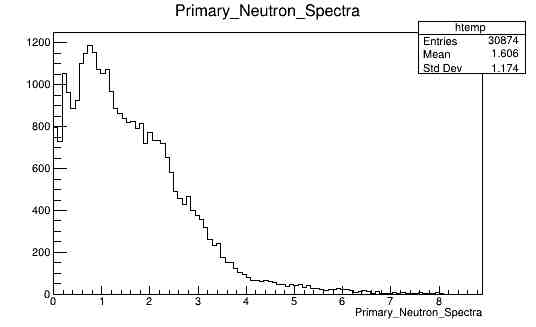 Primary_Neutron_Spectra
htemp
Entries 30874
Mean 1.606
Std Dev 1.174
1200
1000
800
600
400
200
0
0 1 2 3 4 5 6 7 8
Primary_Neutron_Spectra